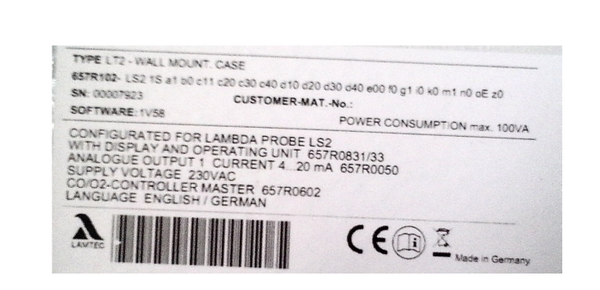 TYPE LT2 - WALL MOUNT. CASE
657R102- LS2 1S a1 b0 c11 c20 c30 c40 d10 d20 d30 d40 e00 f0 g1 i0 k0 m1 n0 oE z0
SN: 00007923
CUSTOMER-MAT.-No.:
SOFTWARE:1V58
POWER CONSUMPTION max. 100VA
CONFIGURATED FOR LAMBDA PROBE LS2
WITH DISPLAY AND OPERATING UNIT 657R0831/33
ANALOGUE OUTPUT 1 CURRENT 4...20 mA 657R0050
SUPPLY VOLTAGE 230VAC
CO/O2-CONTROLLER MASTER 657R0602
LANGUAGE ENGLISH / GERMAN
LAMTEC
CE
Made in Germany